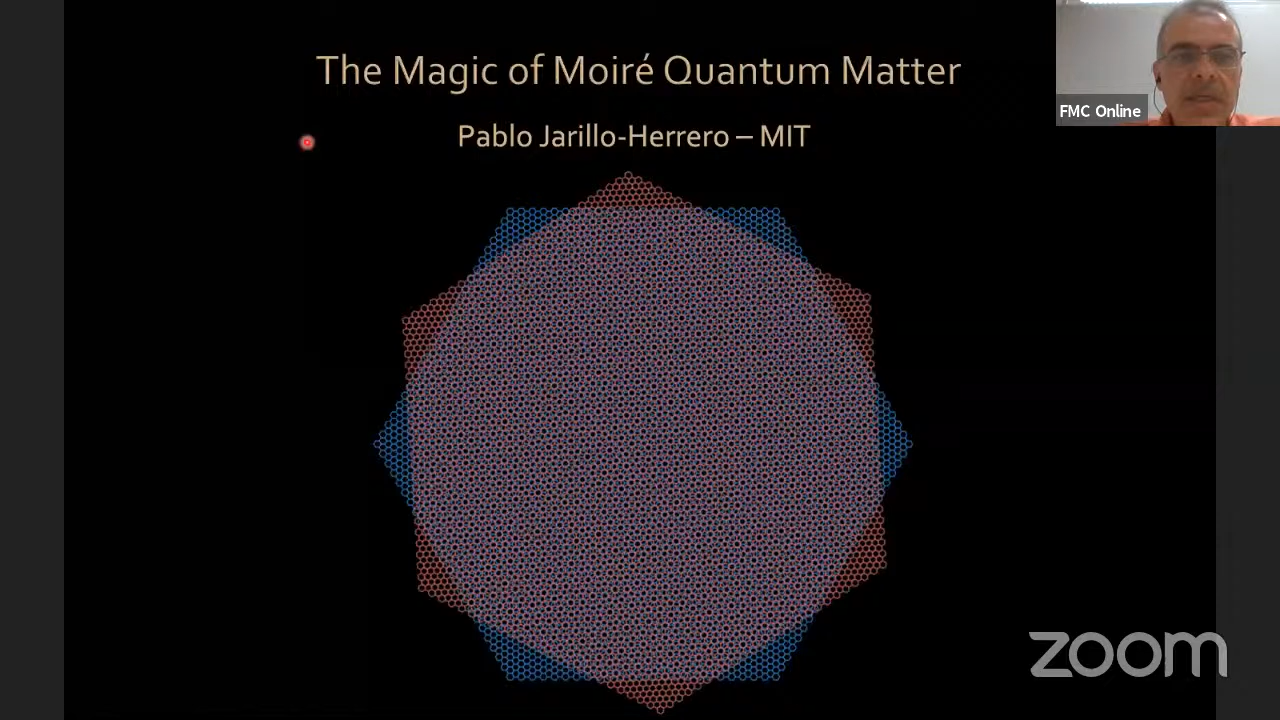 The Magic of Moiré Quantum Matter
Pablo Jarillo-Herrero – MIT
FMC Online
zoom